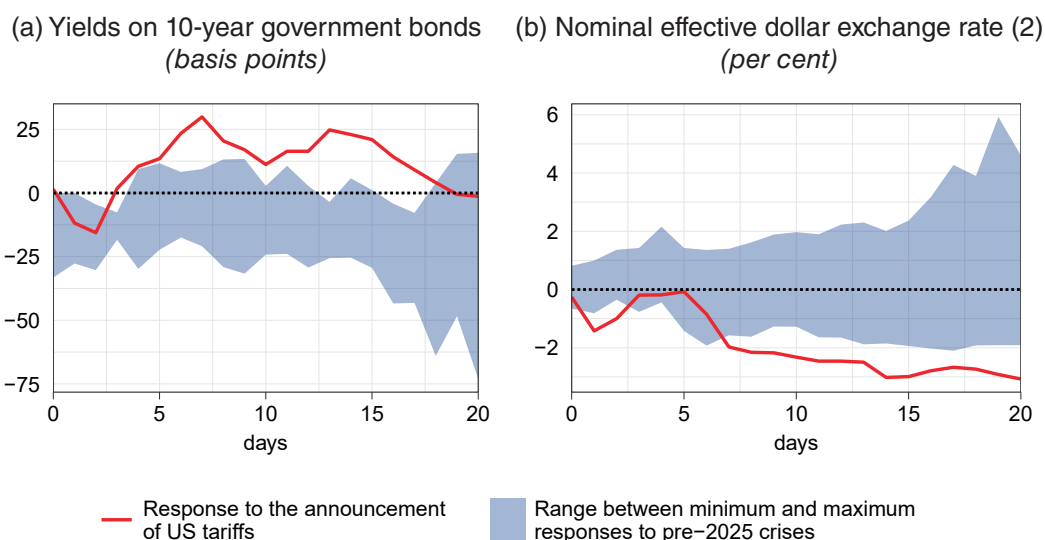 (a) Yields on 10-year government bonds
(basis points)
25
0
−25
−50
−75
0 5 10 15 20
days
(b) Nominal effective dollar exchange rate (2)
(per cent)
6
4
2
0
−2
0 5 10 15 20
days
Response to the announcement
of US tariffs
Range between minimum and maximum
responses to pre−2025 crises